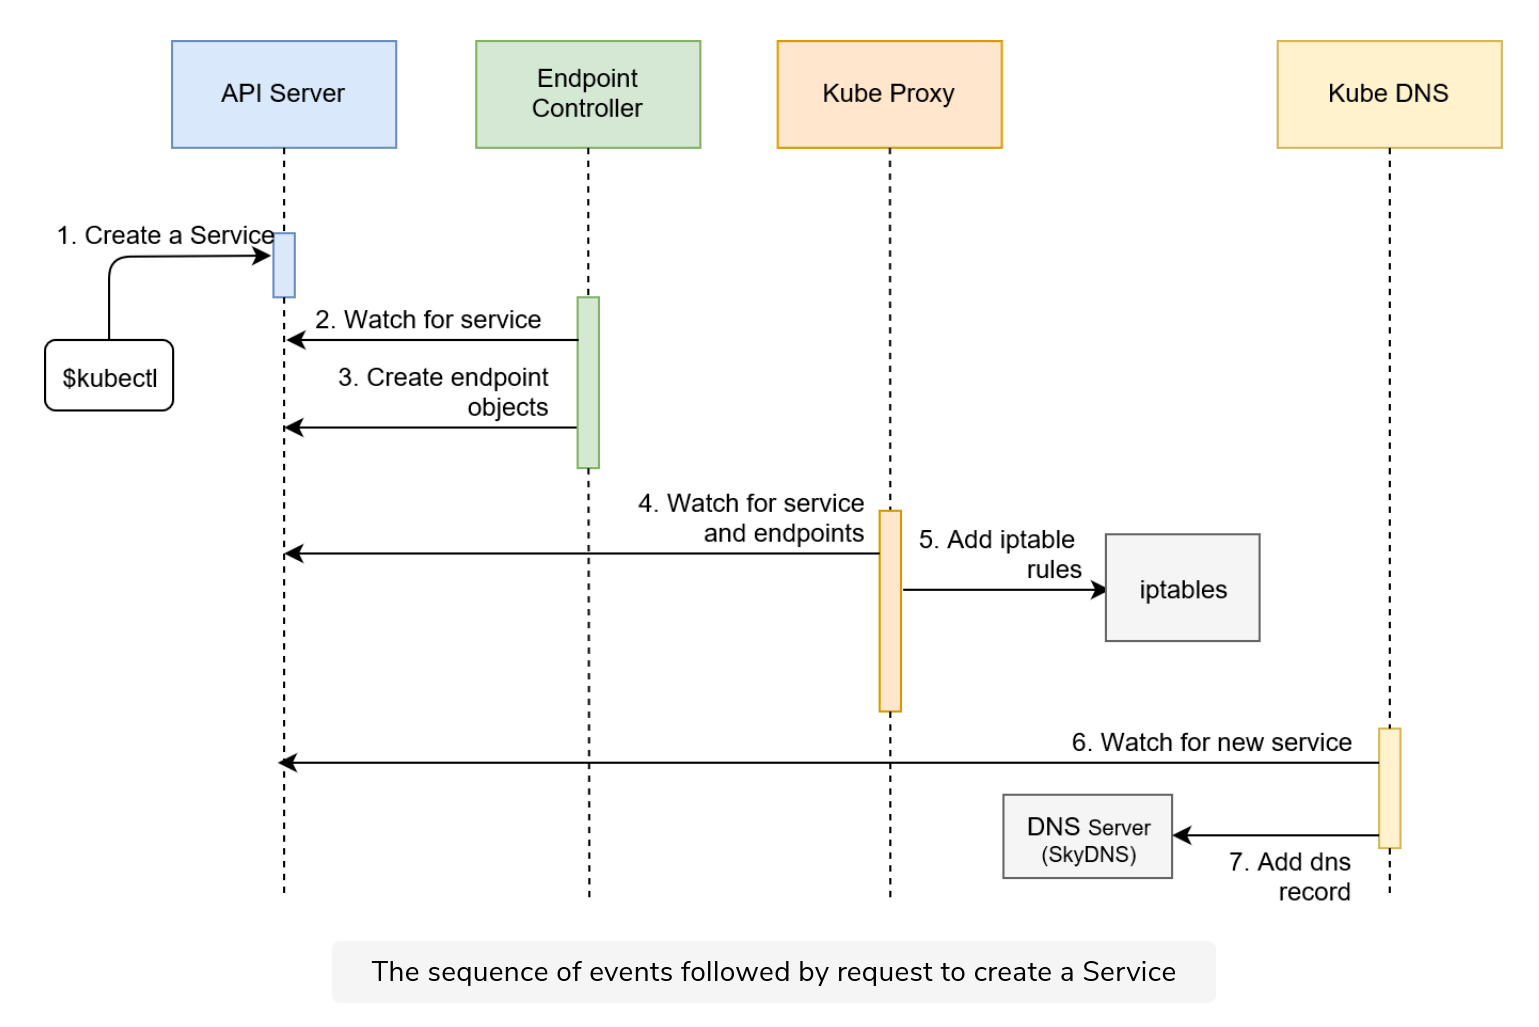 API Server
Endpoint
Controller
Kube Proxy
Kube DNS
1. Create a Service
$kubectl
2. Watch for service
3. Create endpoint
objects
4. Watch for service
and endpoints
5. Add iptable
rules
iptables
6. Watch for new service
DNS Server
(SkyDNS)
7. Add dns
record
The sequence of events followed by request to create a Service